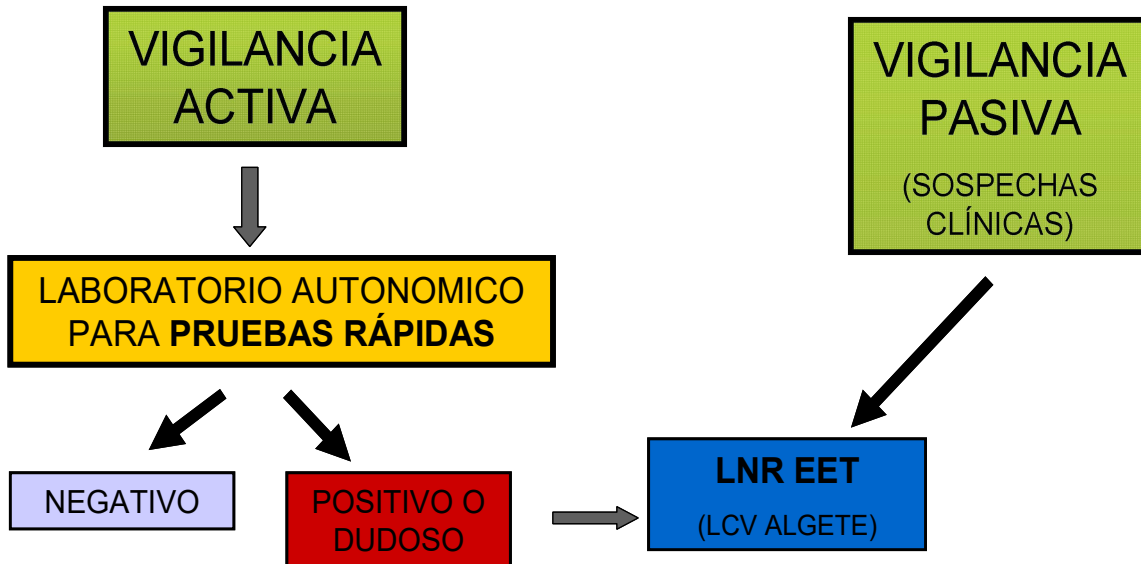 VIGILANCIA
ACTIVA
VIGILANCIA
PASIVA
(SOSPECHAS
CLÍNICAS)
LABORATORIO AUTONOMICO
PARA PRUEBAS RÁPIDAS
NEGATIVO
POSITIVO O
DUDOSO
LNR EET
(LCV ALGETE)